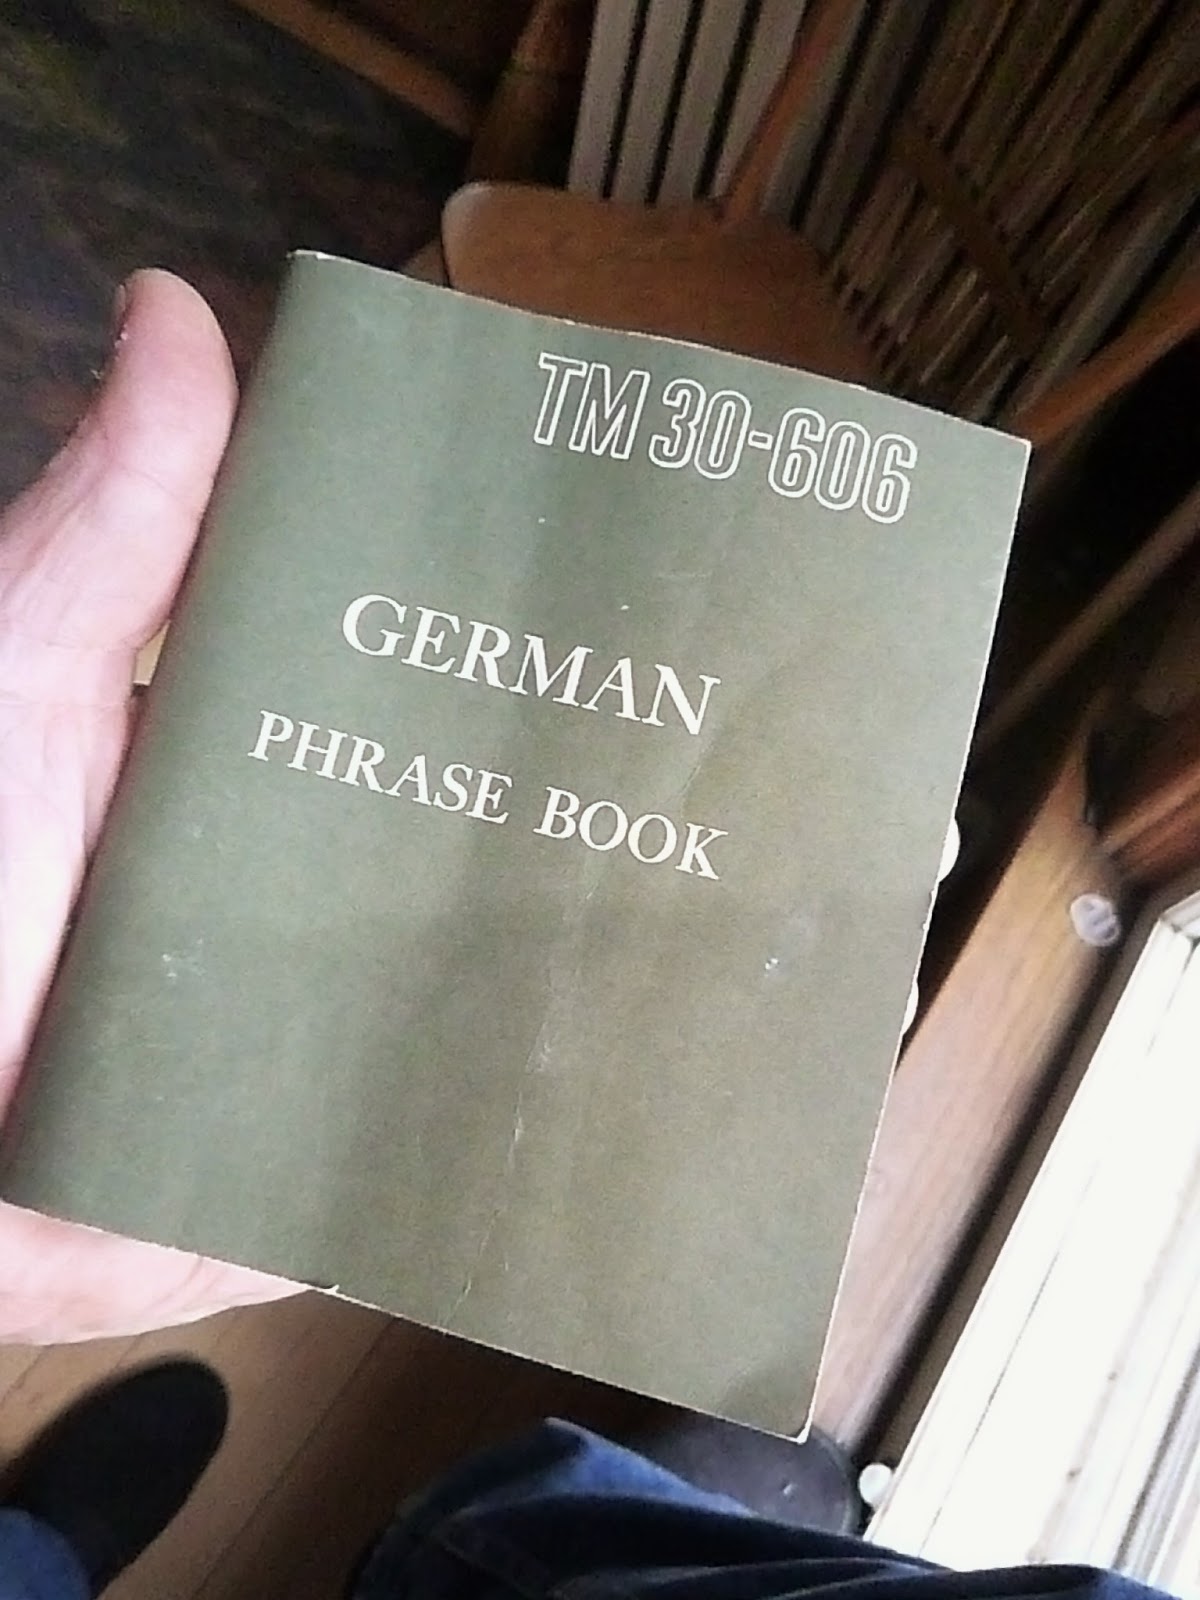 TM 30-606
GERMAN
PHRASE BOOK